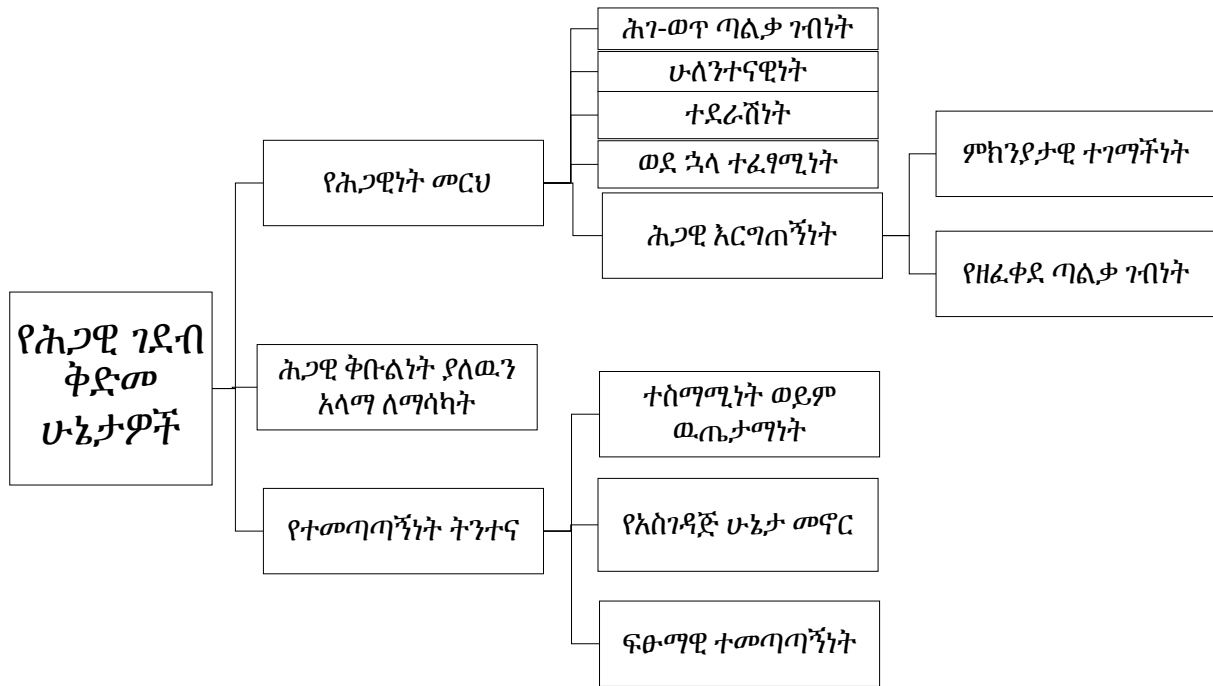 ሕገ-ወጥ ጣልቃ ገብነት
ሁለንተናዊነት
ተደራሽነት
ወደ ኋላ ተፈፃሚነት
ምክንያታዊ ተገማችነት
የሕጋዊነት መርህ
ሕጋዊ እርግጠኝነት
የዘፈቀደ ጣልቃ ገብነት
የሕጋዊ ገደብ
ቅድመ
ሁኔታዎች
ሕጋዊ ቅቡልነት ያለዉን
አላማ ለማሳካት
ተስማሚነት ወይም
ዉጤታማነት
የተመጣጣኝነት ትንተና
የአስገዳጅ ሁኔታ መኖር
ፍፁማዊ ተመጣጣኝነት